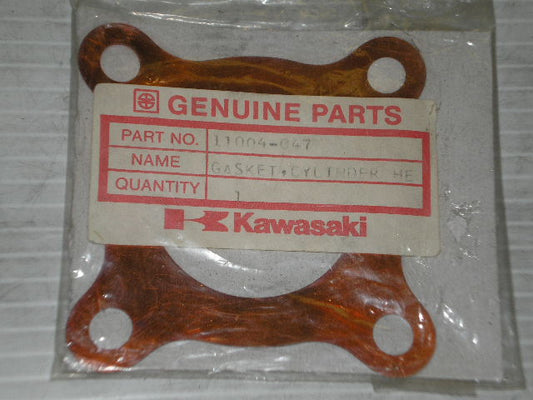 GENUINE PARTS
PART NO. 11004-047
NAME GASKET,CYLINDER HE
QUANTITY 1
Kawasaki